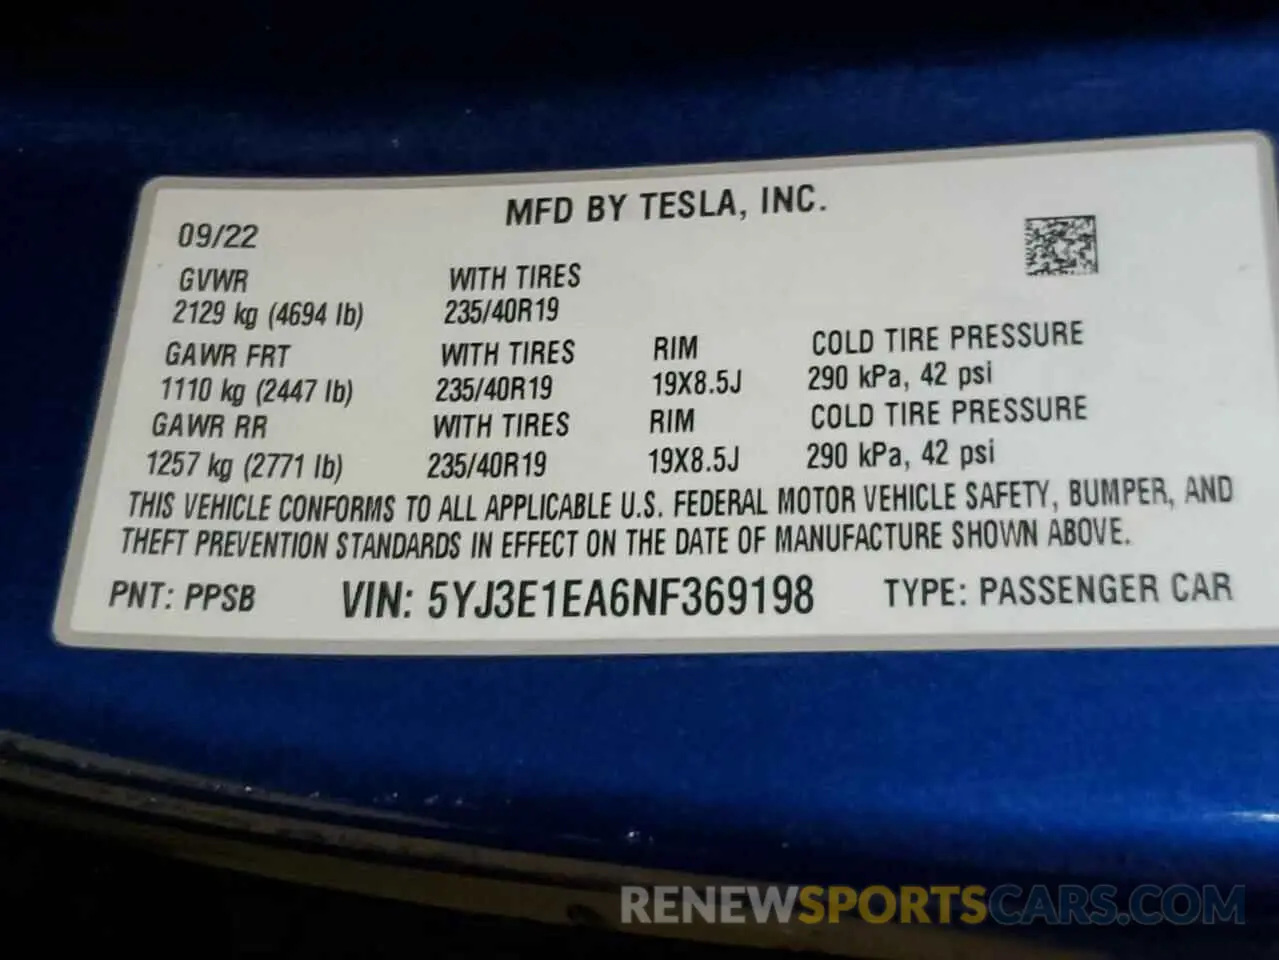 MFD BY TESLA, INC.
09/22
GVWR WITH TIRES
2129 kg (4694 lb) 235/40R19
GAWR FRT WITH TIRES RIM COLD TIRE PRESSURE
1110 kg (2447 lb) 235/40R19 19X8.5J 290 kPa, 42 psi
GAWR RR WITH TIRES RIM COLD TIRE PRESSURE
1257 kg (2771 lb) 235/40R19 19X8.5J 290 kPa, 42 psi
THIS VEHICLE CONFORMS TO ALL APPLICABLE U.S. FEDERAL MOTOR VEHICLE SAFETY, BUMPER, AND
THEFT PREVENTION STANDARDS IN EFFECT ON THE DATE OF MANUFACTURE SHOWN ABOVE.
PNT: PPSB VIN: 5YJ3E1EA6NF369198 TYPE: PASSENGER CAR
RENEWSPORTSCARS.COM